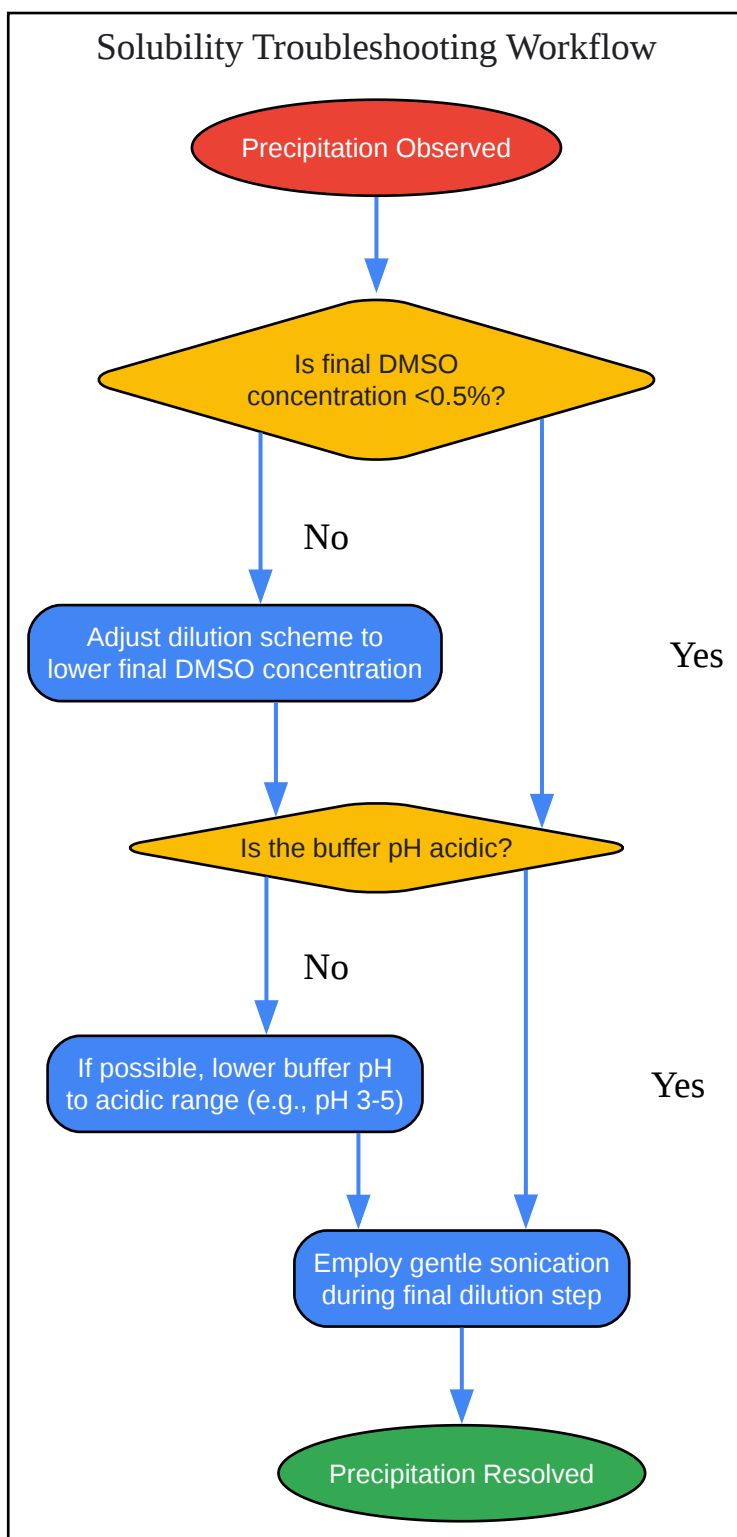 Solubility Troubleshooting Workflow
Precipitation Observed
Is final DMSO
concentration <0.5%?
No
Adjust dilution scheme to
lower final DMSO concentration
Yes
Is the buffer pH acidic?
No
If possible, lower buffer pH
to acidic range (e.g., pH 3-5)
Yes
Employ gentle sonication
during final dilution step
Precipitation Resolved